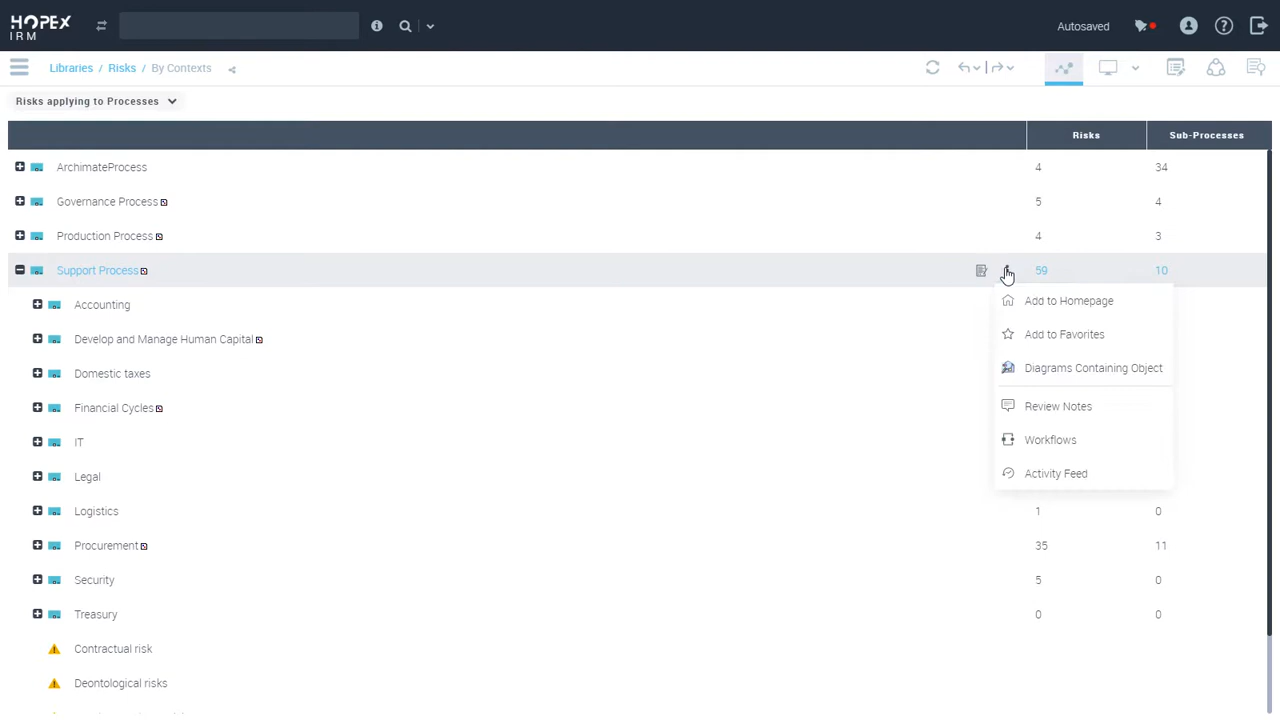 HOPEX
IRM
Autosaved
Libraries / Risks / By Contexts
Risks applying to Processes
Risks Sub-Processes
ArchimateProcess 4 34
Governance Process 5 4
Production Process 4 3
Support Process 59 10
Add to Homepage
Accounting
Add to Favorites
Develop and Manage Human Capital
Diagrams Containing Object
Domestic taxes
Review Notes
Financial Cycles
Workflows
IT
Activity Feed
Legal
Logistics 1 0
Procurement 35 11
Security 5 0
Treasury 0 0
Contractual risk
Deontological risks